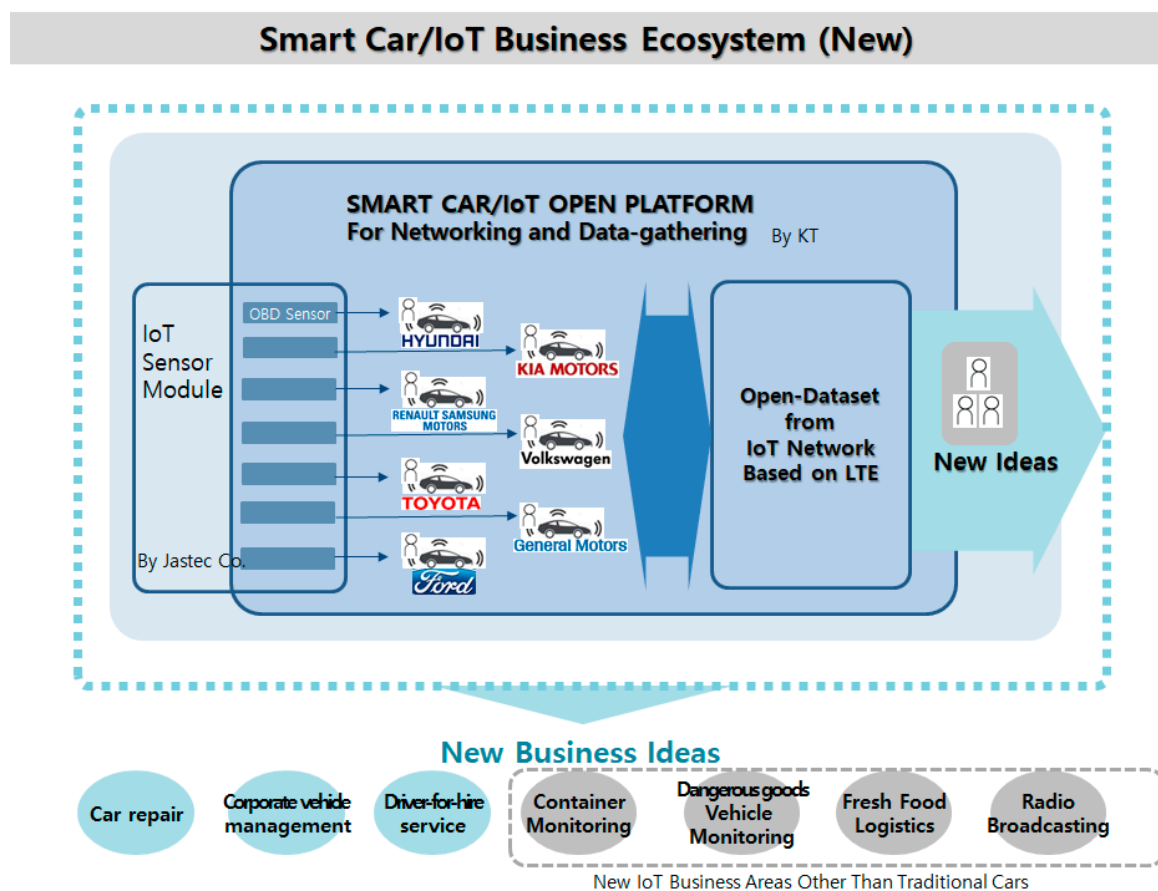 Smart Car/IoT Business Ecosystem (New)
SMART CAR/IoT OPEN PLATFORM
For Networking and Data-gathering
By KT
IoT
Sensor
Module
OBD Sensor
By Jastec Co.
HYUNDAI
KIA MOTORS
RENAULT SAMSUNG
MOTORS
Volkswagen
TOYOTA
General Motors
Ford
Open-Dataset
from
IoT Network
Based on LTE
New Ideas
New Business Ideas
Car repair
Corporate vehicle
management
Driver-for-hire
service
Container
Monitoring
Dangerous goods
Vehicle
Monitoring
Fresh Food
Logistics
Radio
Broadcasting
New IoT Business Areas Other Than Traditional Cars